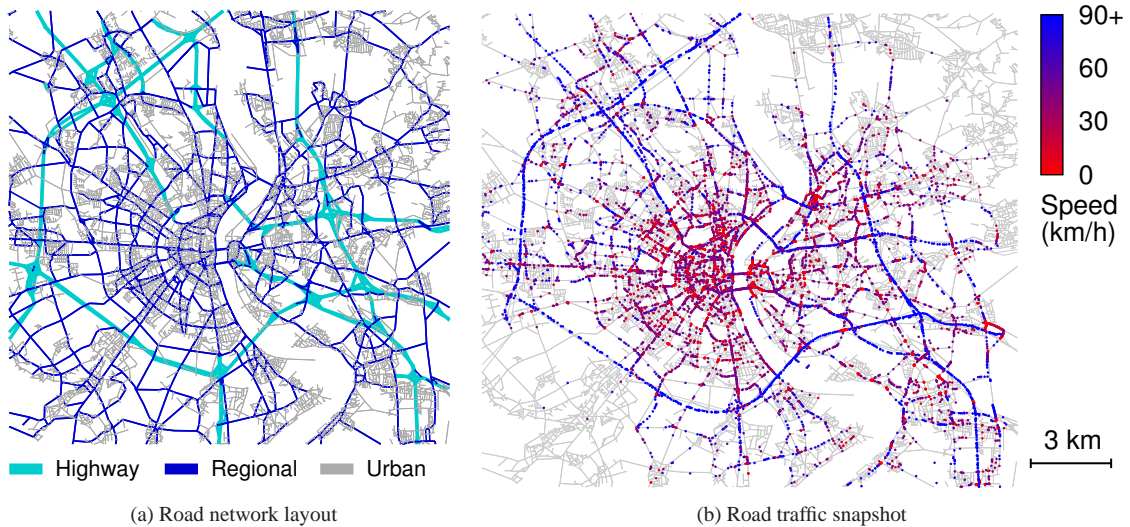 90+
60
30
0
Speed
(km/h)
3 km
Highway
Regional
Urban
(a) Road network layout
(b) Road traffic snapshot